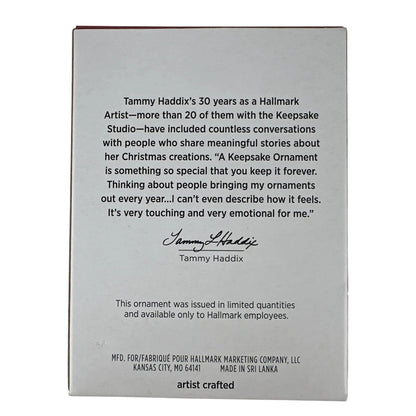 Tammy Haddix's 30 years as a Hallmark
Artist—more than 20 of them with the Keepsake
Studio—have included countless conversations
with people who share meaningful stories about
her Christmas creations. "A Keepsake Ornament
is something so special that you keep it forever.
Thinking about people bringing my ornaments
out every year...I can't even describe how it feels.
It's very touching and very emotional for me."
Tammy L Haddix
Tammy Haddix
This ornament was issued in limited quantities
and available only to Hallmark employees.
MFD. FOR/FABRIQUÉ POUR HALLMARK MARKETING COMPANY, LLC
KANSAS CITY, MO 64141 MADE IN SRI LANKA
artist crafted